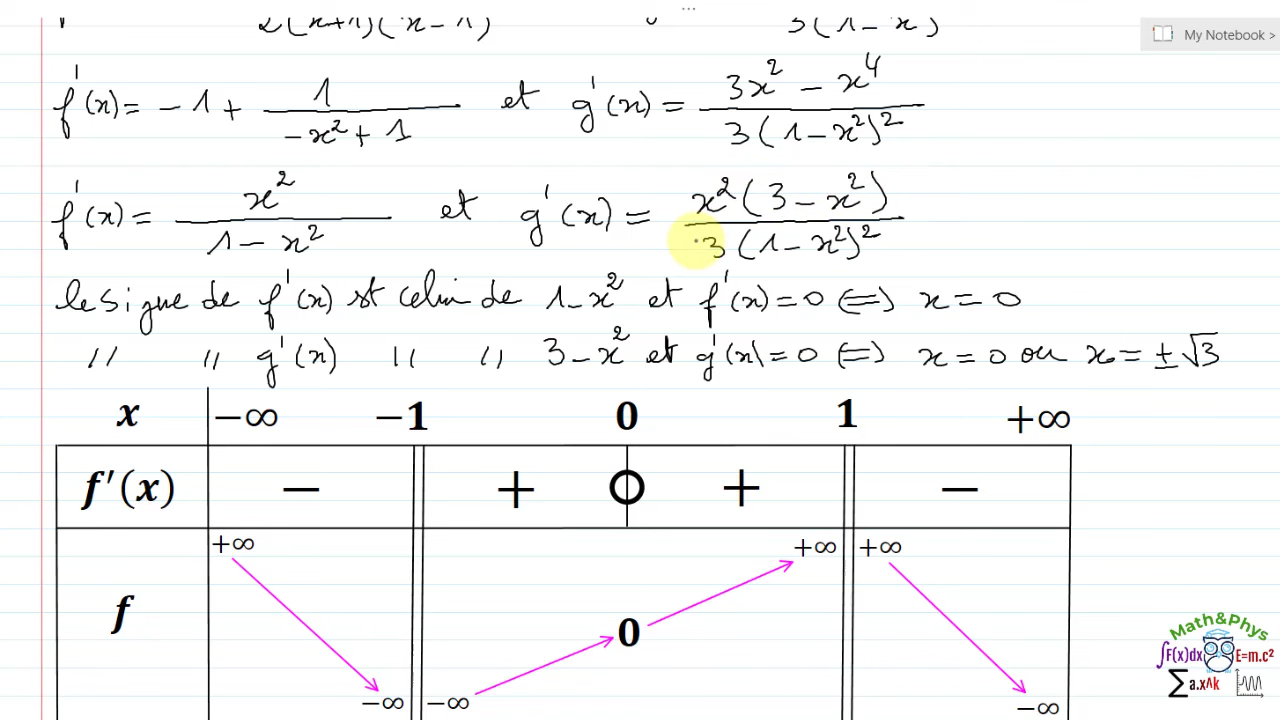 My Notebook >
f'(x) = -1 + 1/(-x² + 1) et g'(x) = (3x² - x⁴)/(3(1-x²)²)
f'(x) = x²/(1-x²) et g'(x) = x²(3-x²)/(3(1-x²)²)
le signe de f'(x) st celui de 1-x² et f'(x)=0 (=) x=0
// // g'(x) // // 3-x² et g'(x)=0 (=) x=0 ou x=±√3
x -∞ -1 0 1 +∞
f'(x) - + 0 + -
+∞ +∞ +∞
f 0
-∞ -∞ -∞
Math&Phys
∫F(x)dx E=m.c²
∑ a.x∧k